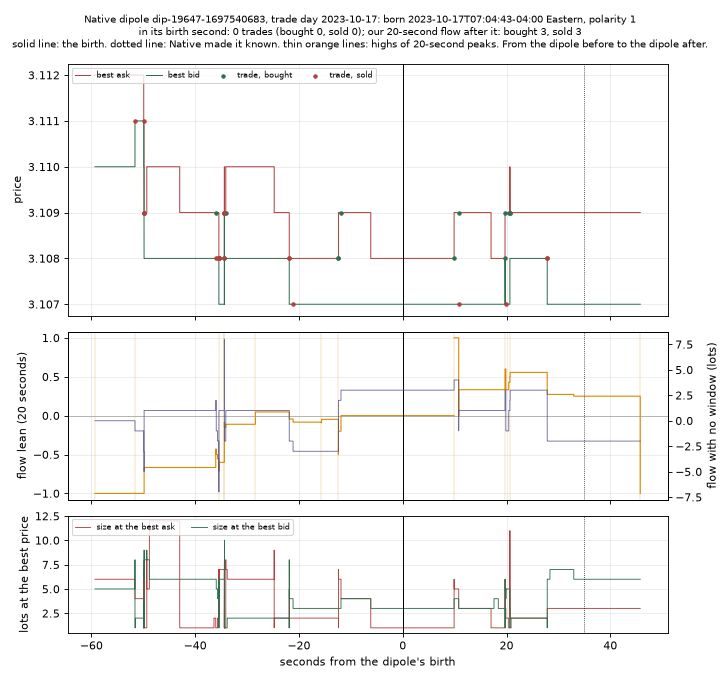 Native dipole dip-19647-1697540683, trade day 2023-10-17: born 2023-10-17T07:04:43-04:00 Eastern, polarity 1
in its birth second: 0 trades (bought 0, sold 0); our 20-second flow after it: bought 3, sold 3
solid line: the birth. dotted line: Native made it known. thin orange lines: highs of 20-second peaks. From the dipole before to the dipole after.
best ask
best bid
trade, bought
trade, sold
3.112
3.111
3.110
3.109
3.108
3.107
price
1.0
0.5
0.0
−0.5
−1.0
flow lean (20 seconds)
7.5
5.0
2.5
0.0
−2.5
−5.0
−7.5
flow with no window (lots)
size at the best ask
size at the best bid
12.5
10.0
7.5
5.0
2.5
lots at the best price
−60
−40
−20
0
20
40
seconds from the dipole's birth